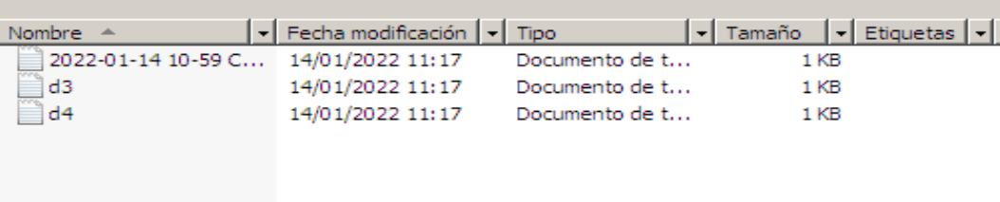 Nombre Fecha modificación Tipo Tamaño Etiquetas
2022-01-14 10-59 C... 14/01/2022 11:17 Documento de t... 1 KB
d3 14/01/2022 11:17 Documento de t... 1 KB
d4 14/01/2022 11:17 Documento de t... 1 KB